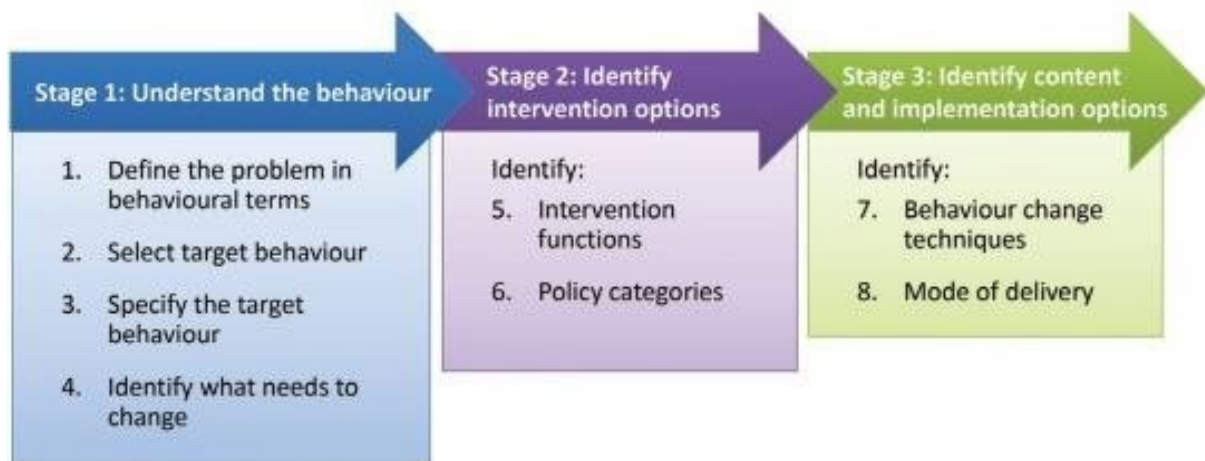 Stage 1: Understand the behaviour
1. Define the problem in
behavioural terms
2. Select target behaviour
3. Specify the target
behaviour
4. Identify what needs to
change
Stage 2: Identify
intervention options
Identify:
5. Intervention
functions
6. Policy categories
Stage 3: Identify content
and implementation options
Identify:
7. Behaviour change
techniques
8. Mode of delivery